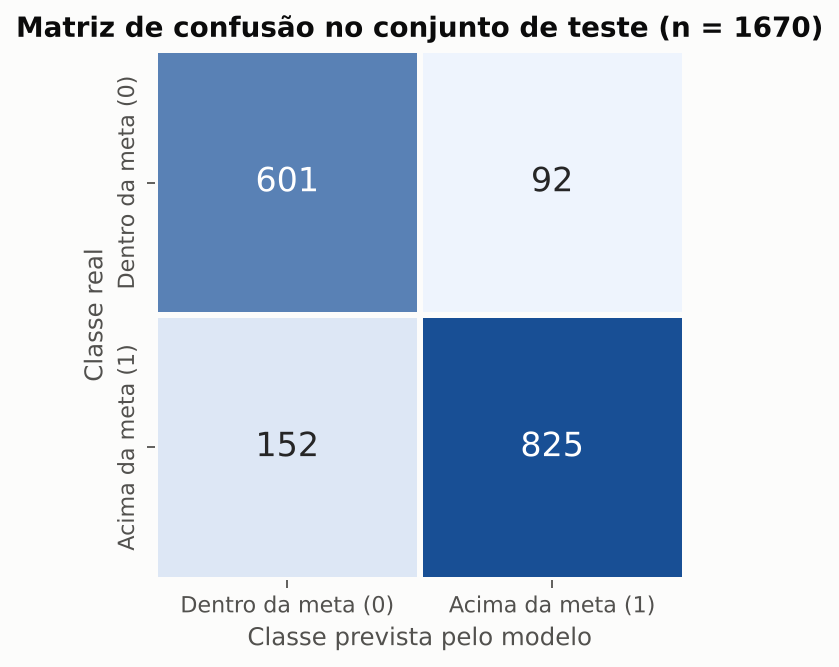 Matriz de confusão no conjunto de teste (n = 1670)
Classe real
Dentro da meta (0)
601
92
Acima da meta (1)
152
825
Dentro da meta (0)
Acima da meta (1)
Classe prevista pelo modelo